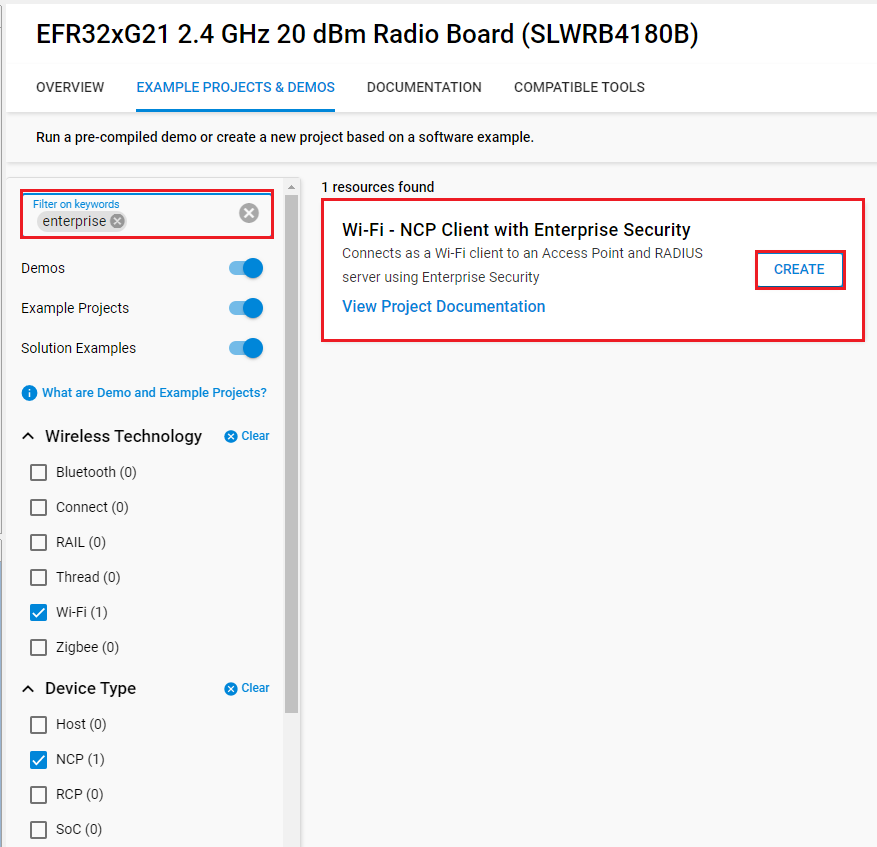 EFR32xG21 2.4 GHz 20 dBm Radio Board (SLWRB4180B)
OVERVIEW EXAMPLE PROJECTS & DEMOS DOCUMENTATION COMPATIBLE TOOLS
Run a pre-compiled demo or create a new project based on a software example.
Filter on keywords
enterprise
Demos
Example Projects
Solution Examples
What are Demo and Example Projects?
Wireless Technology Clear
Bluetooth (0)
Connect (0)
RAIL (0)
Thread (0)
Wi-Fi (1)
Zigbee (0)
Device Type Clear
Host (0)
NCP (1)
RCP (0)
SoC (0)
1 resources found
Wi-Fi - NCP Client with Enterprise Security
Connects as a Wi-Fi client to an Access Point and RADIUS
server using Enterprise Security
View Project Documentation
CREATE